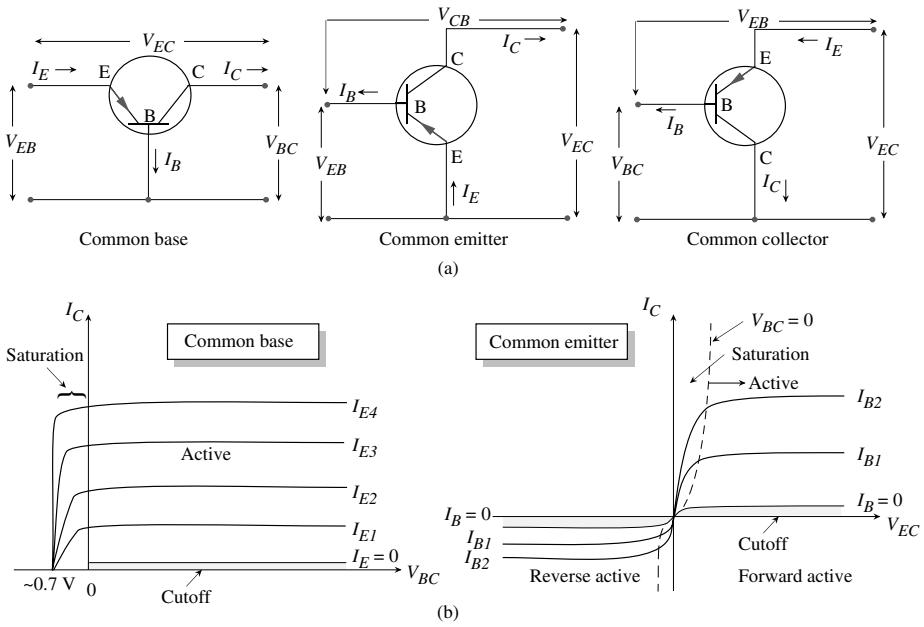 V_EC
I_E
E
C
I_C
V_EB
B
I_B
V_BC
Common base
V_CB
I_C
C
I_B
B
V_EB
V_EC
E
I_E
Common emitter
V_EB
I_E
E
B
I_B
V_BC
V_EC
C
I_C
Common collector
(a)
I_C
Common base
Saturation
I_E4
I_E3
Active
I_E2
I_E1
I_E = 0
~0.7 V
0
V_BC
Cutoff
I_C
V_BC = 0
Common emitter
Saturation
Active
I_B2
I_B1
I_B = 0
I_B = 0
V_EC
I_B1
Cutoff
I_B2
Reverse active
Forward active
(b)